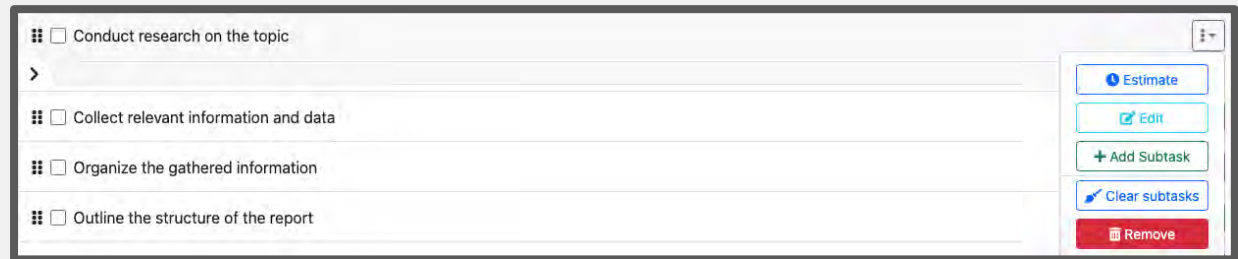 Conduct research on the topic
Estimate
Collect relevant information and data
Edit
Add Subtask
Organize the gathered information
Clear subtasks
Outline the structure of the report
Remove